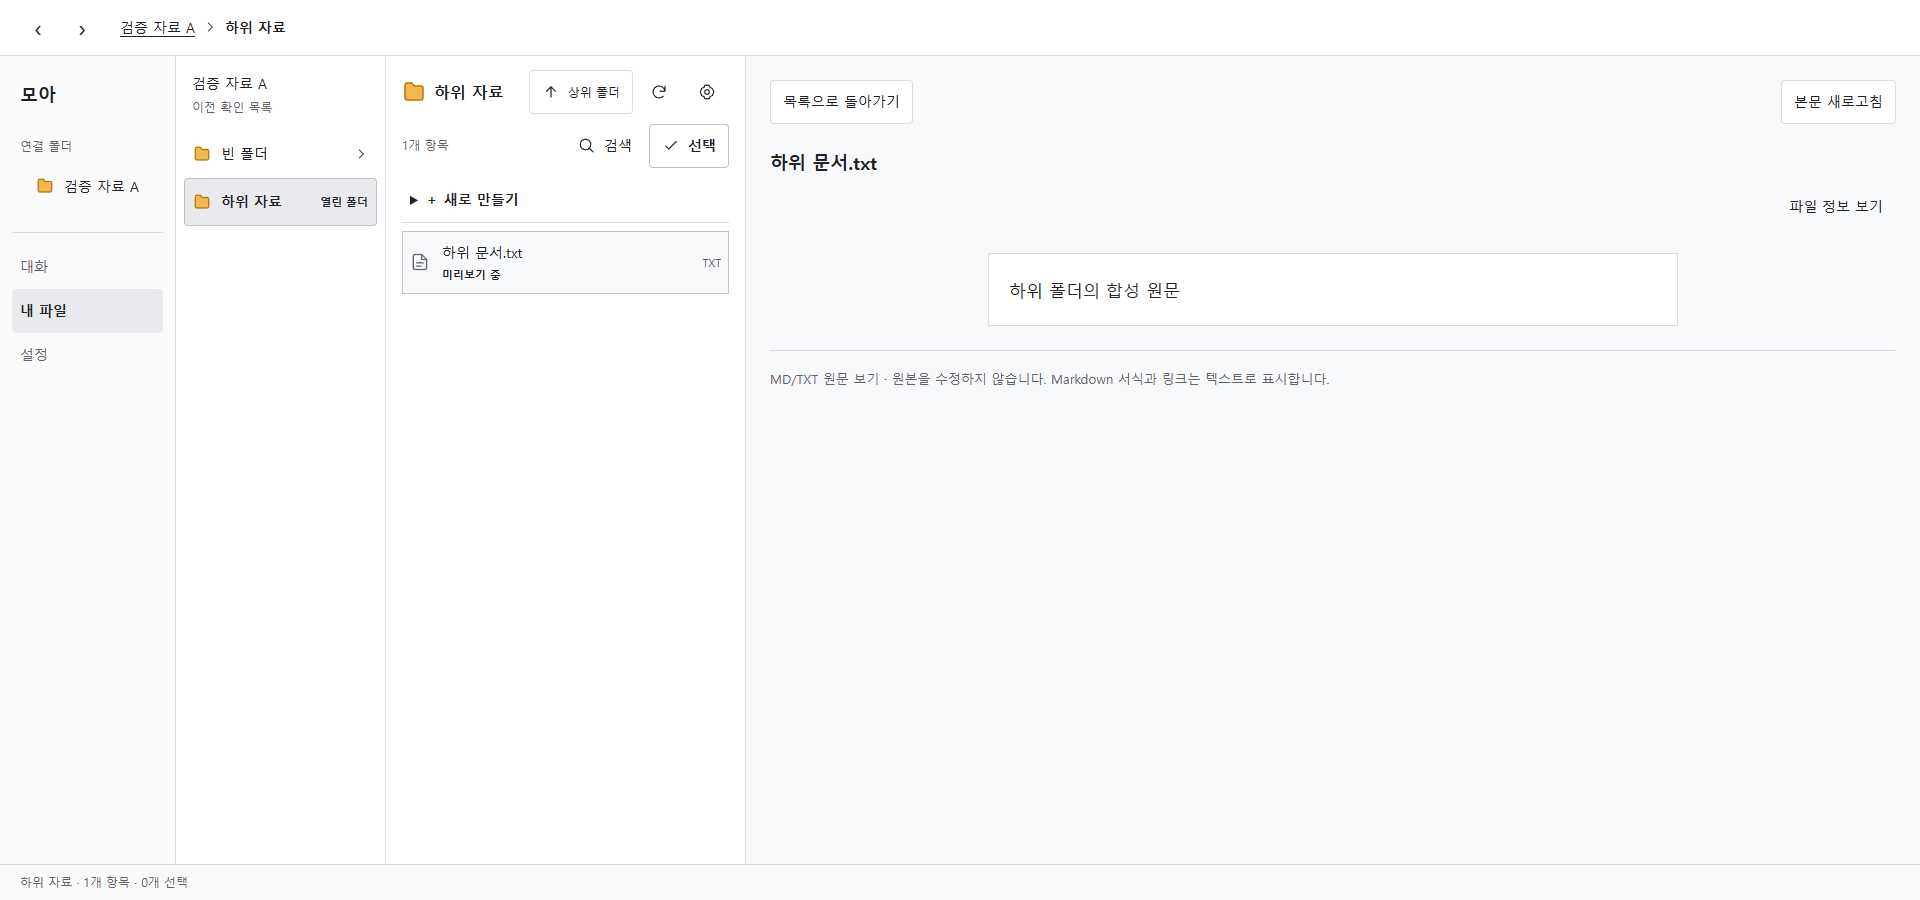 검증 자료 A > 하위 자료
모아
연결 폴더
검증 자료 A
대화
내 파일
설정
검증 자료 A
이전 확인 목록
빈 폴더
하위 자료 열린 폴더
하위 자료 상위 폴더
1개 항목 검색 선택
+ 새로 만들기
하위 문서.txt
미리보기 중
TXT
목록으로 돌아가기 본문 새로고침
하위 문서.txt
파일 정보 보기
하위 폴더의 합성 원문
MD/TXT 원문 보기 · 원본을 수정하지 않습니다. Markdown 서식과 링크는 텍스트로 표시합니다.
하위 자료 · 1개 항목 · 0개 선택